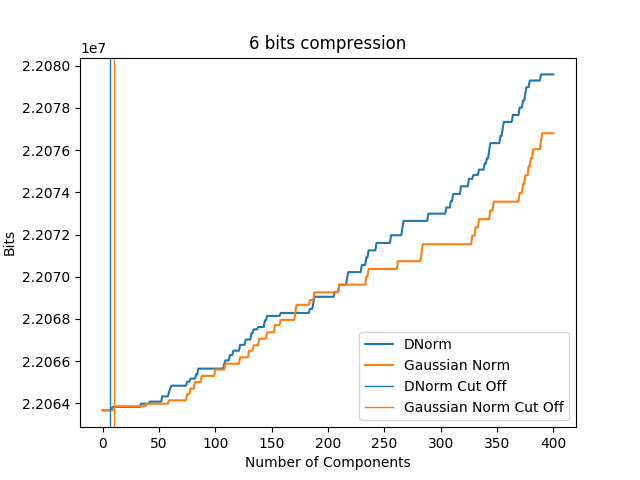 6 bits compression
1e7
2.2080
2.2078
2.2076
2.2074
2.2072
2.2070
2.2068
2.2066
2.2064
Bits
0 50 100 150 200 250 300 350 400
Number of Components
DNorm
Gaussian Norm
DNorm Cut Off
Gaussian Norm Cut Off